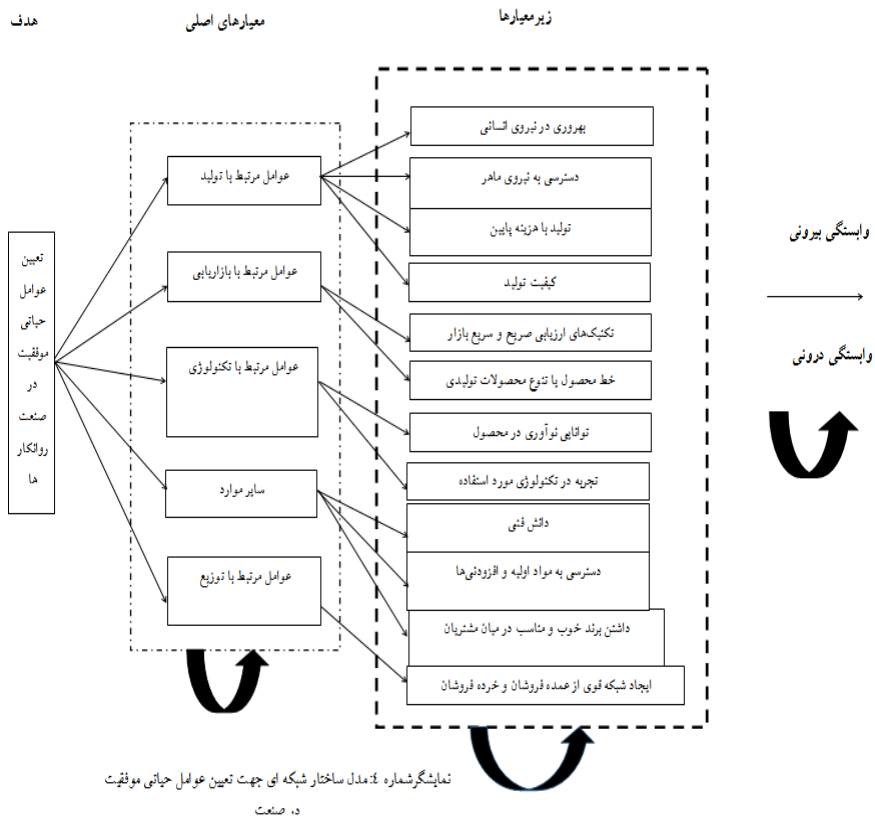 هدف
معیارهای اصلی
زیرمعیارها
تعیین
عوامل
حیاتی
موفقیت
در
صنعت
روانکار
ها
عوامل مرتبط با تولید
عوامل مرتبط با بازاریابی
عوامل مرتبط با تکنولوژی
سایر موارد
عوامل مرتبط با توزیع
بهروری در نیروی انسانی
دسترسی به نیروی ماهر
تولید با هزینه پایین
کیفیت تولید
تکنیک‌های ارزیابی صریح و سریع بازار
خط محصول یا تنوع محصولات تولیدی
توانایی نوآوری در محصول
تجربه در تکنولوژی مورد استفاده
دانش فنی
دسترسی به مواد اولیه و افزودنی‌ها
داشتن برند خوب و مناسب در میان مشتریان
ایجاد شبکه قوی از عمده فروشان و خرده فروشان
وابستگی بیرونی
وابستگی درونی
نمایشگرشماره ٤: مدل ساختار شبکه ای جهت تعیین عوامل حیاتی موفقیت
در صنعت